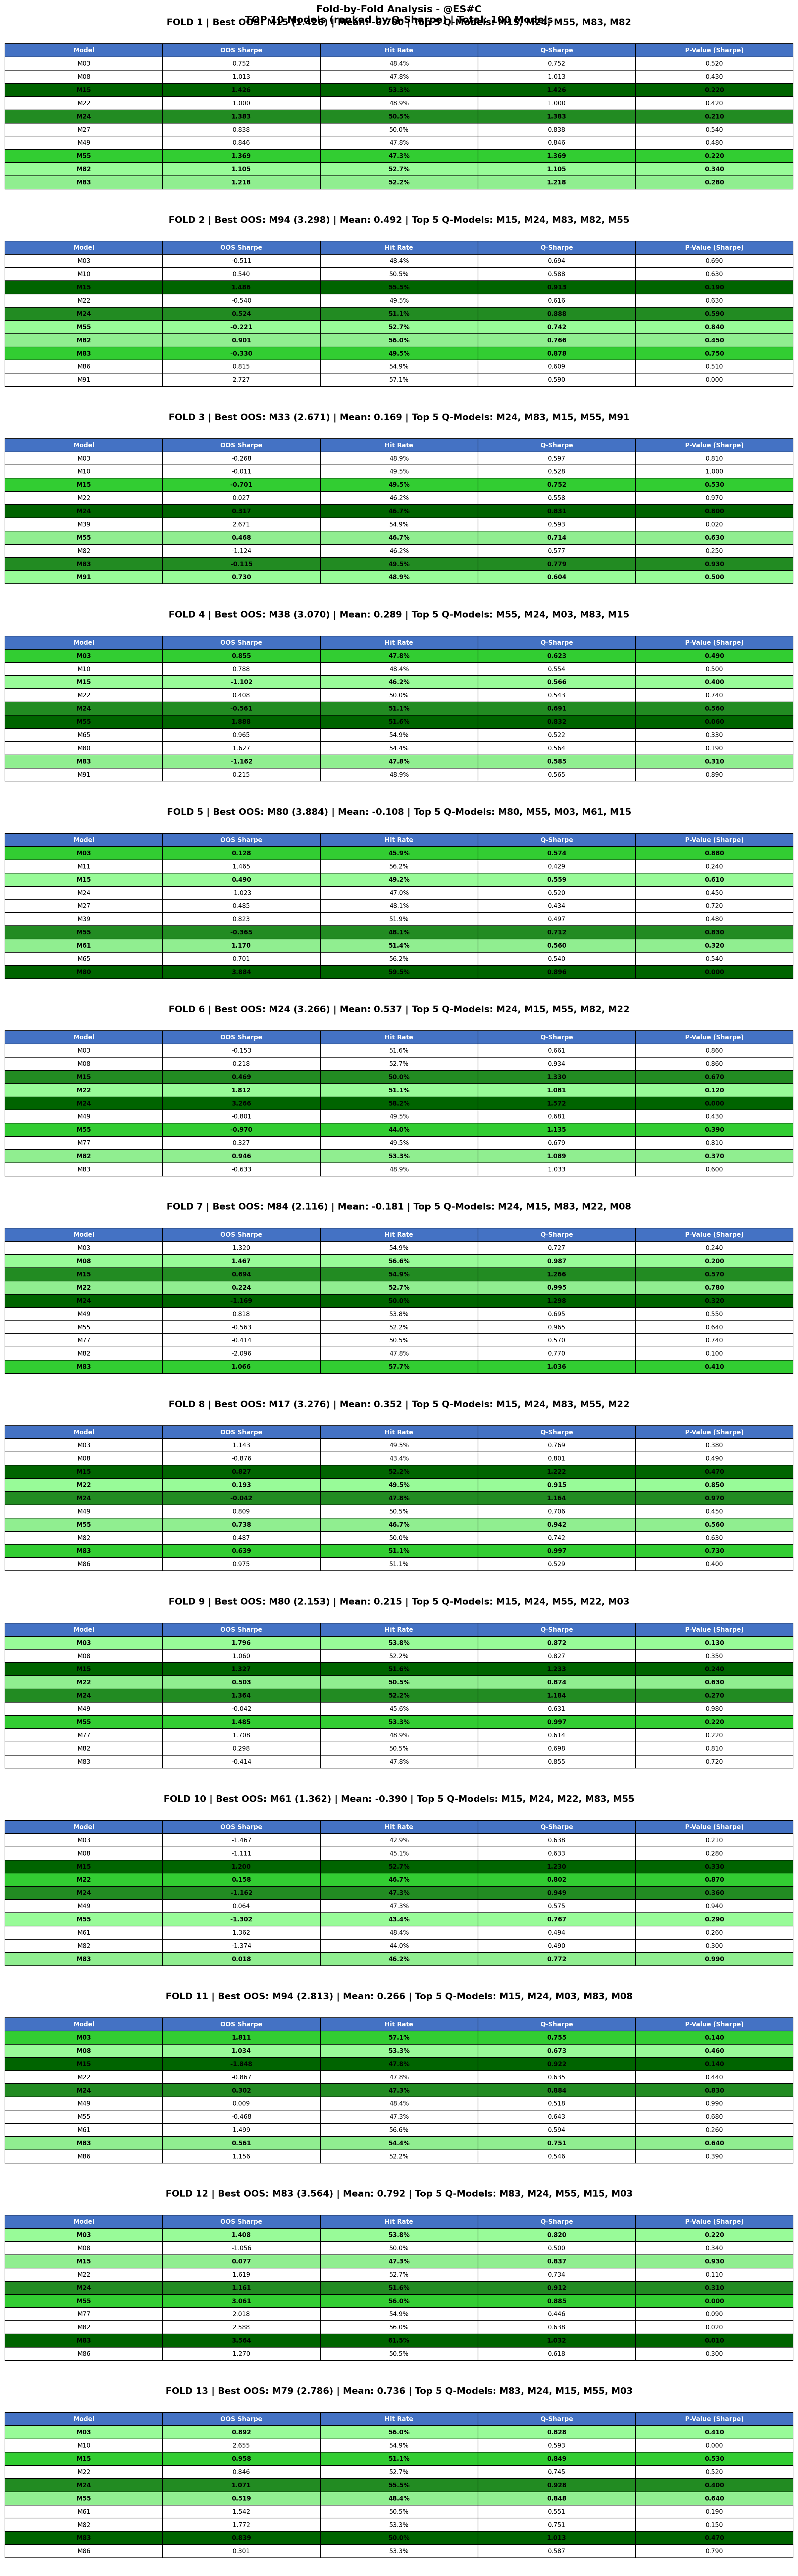 Fold-by-Fold Analysis - @ES#C
TOP 10 Models (ranked by Q-Sharpe) | Total: 100 Models
FOLD 1 | Best OOS: M15 (1.426) | Mean: -0.700 | Top 5 Q-Models: M15, M24, M55, M83, M82
Model OOS Sharpe Hit Rate Q-Sharpe P-Value (Sharpe)
M03 0.752 48.4% 0.752 0.520
M08 1.013 47.8% 1.013 0.430
M15 1.426 53.3% 1.426 0.220
M22 1.000 48.9% 1.000 0.420
M24 1.383 50.5% 1.383 0.210
M27 0.838 50.0% 0.838 0.540
M49 0.846 47.8% 0.846 0.480
M55 1.369 47.3% 1.369 0.220
M82 1.105 52.7% 1.105 0.340
M83 1.218 52.2% 1.218 0.280
FOLD 2 | Best OOS: M94 (3.298) | Mean: 0.492 | Top 5 Q-Models: M15, M24, M83, M82, M55
Model OOS Sharpe Hit Rate Q-Sharpe P-Value (Sharpe)
M03 -0.511 48.4% 0.694 0.690
M10 0.540 50.5% 0.588 0.630
M15 1.466 55.5% 0.913 0.190
M22 -0.540 49.5% 0.616 0.630
M24 0.524 51.1% 0.888 0.590
M55 -0.221 52.7% 0.742 0.840
M82 0.901 56.0% 0.766 0.450
M83 -0.330 49.5% 0.878 0.750
M86 0.815 54.9% 0.609 0.510
M91 2.727 57.1% 0.590 0.000
FOLD 3 | Best OOS: M33 (2.671) | Mean: 0.169 | Top 5 Q-Models: M24, M83, M15, M55, M91
Model OOS Sharpe Hit Rate Q-Sharpe P-Value (Sharpe)
M03 -0.268 48.9% 0.597 0.810
M10 -0.011 49.5% 0.528 1.000
M15 -0.701 49.5% 0.752 0.530
M22 0.027 46.2% 0.558 0.970
M24 0.317 46.7% 0.831 0.800
M39 2.671 54.9% 0.593 0.020
M55 0.468 46.7% 0.714 0.630
M82 -1.124 46.2% 0.577 0.250
M83 -0.115 49.5% 0.779 0.930
M91 0.730 48.9% 0.604 0.500
FOLD 4 | Best OOS: M38 (3.070) | Mean: 0.289 | Top 5 Q-Models: M55, M24, M03, M83, M15
Model OOS Sharpe Hit Rate Q-Sharpe P-Value (Sharpe)
M03 0.855 47.8% 0.623 0.490
M10 0.788 48.4% 0.554 0.500
M15 -1.102 46.2% 0.566 0.400
M22 0.408 50.0% 0.543 0.740
M24 -0.561 51.1% 0.691 0.560
M55 1.888 51.6% 0.832 0.060
M65 0.965 54.9% 0.522 0.330
M80 1.627 54.4% 0.564 0.190
M83 -1.162 47.8% 0.585 0.310
M91 0.215 48.9% 0.565 0.890
FOLD 5 | Best OOS: M80 (3.884) | Mean: -0.108 | Top 5 Q-Models: M80, M55, M03, M61, M15
Model OOS Sharpe Hit Rate Q-Sharpe P-Value (Sharpe)
M03 0.128 45.9% 0.574 0.880
M11 1.465 56.2% 0.429 0.240
M15 0.490 49.2% 0.559 0.610
M24 -1.023 47.0% 0.520 0.450
M27 0.485 48.1% 0.434 0.720
M39 0.823 51.9% 0.497 0.480
M55 -0.365 48.1% 0.712 0.830
M61 1.170 51.4% 0.560 0.320
M65 0.701 56.2% 0.540 0.540
M80 3.884 59.5% 0.896 0.000
FOLD 6 | Best OOS: M24 (3.266) | Mean: 0.537 | Top 5 Q-Models: M24, M15, M55, M82, M22
Model OOS Sharpe Hit Rate Q-Sharpe P-Value (Sharpe)
M03 -0.153 51.6% 0.661 0.860
M08 0.218 52.7% 0.934 0.860
M15 0.469 50.0% 1.330 0.670
M22 1.812 51.1% 1.081 0.120
M24 3.266 58.2% 1.572 0.000
M49 -0.801 49.5% 0.681 0.430
M55 -0.970 44.0% 1.135 0.390
M77 0.327 49.5% 0.679 0.810
M82 0.946 53.3% 1.089 0.370
M83 -0.633 48.9% 1.033 0.600
FOLD 7 | Best OOS: M84 (2.116) | Mean: -0.181 | Top 5 Q-Models: M24, M15, M83, M22, M08
Model OOS Sharpe Hit Rate Q-Sharpe P-Value (Sharpe)
M03 1.320 54.9% 0.727 0.240
M08 1.467 56.6% 0.987 0.200
M15 0.694 54.9% 1.266 0.570
M22 0.224 52.7% 0.995 0.780
M24 -1.169 50.0% 1.298 0.320
M49 0.818 53.8% 0.695 0.550
M55 -0.563 52.2% 0.965 0.640
M77 -0.414 50.5% 0.570 0.740
M82 -2.096 47.8% 0.770 0.100
M83 1.066 57.7% 1.036 0.410
FOLD 8 | Best OOS: M17 (3.276) | Mean: 0.352 | Top 5 Q-Models: M15, M24, M83, M55, M22
Model OOS Sharpe Hit Rate Q-Sharpe P-Value (Sharpe)
M03 1.143 49.5% 0.769 0.380
M08 -0.876 43.4% 0.801 0.490
M15 0.827 52.2% 1.222 0.470
M22 0.193 49.5% 0.915 0.850
M24 -0.042 47.8% 1.164 0.970
M49 0.809 50.5% 0.706 0.450
M55 0.738 46.7% 0.942 0.560
M82 0.487 50.0% 0.742 0.630
M83 0.639 51.1% 0.997 0.730
M86 0.975 51.1% 0.529 0.400
FOLD 9 | Best OOS: M80 (2.153) | Mean: 0.215 | Top 5 Q-Models: M15, M24, M55, M22, M03
Model OOS Sharpe Hit Rate Q-Sharpe P-Value (Sharpe)
M03 1.796 53.8% 0.872 0.130
M08 1.060 52.2% 0.827 0.350
M15 1.327 51.6% 1.233 0.240
M22 0.503 50.5% 0.874 0.630
M24 1.364 52.2% 1.184 0.270
M49 -0.042 45.6% 0.631 0.980
M55 1.485 53.3% 0.997 0.220
M77 1.708 48.9% 0.614 0.220
M82 0.298 50.5% 0.698 0.810
M83 -0.414 47.8% 0.855 0.720
FOLD 10 | Best OOS: M61 (1.362) | Mean: -0.390 | Top 5 Q-Models: M15, M24, M22, M83, M55
Model OOS Sharpe Hit Rate Q-Sharpe P-Value (Sharpe)
M03 -1.467 42.9% 0.638 0.210
M08 -1.111 45.1% 0.633 0.280
M15 1.200 52.7% 1.230 0.330
M22 0.158 46.7% 0.802 0.870
M24 -1.162 47.3% 0.949 0.360
M49 0.064 47.3% 0.575 0.940
M55 -1.302 43.4% 0.767 0.290
M61 1.362 48.4% 0.494 0.260
M82 -1.374 44.0% 0.490 0.300
M83 0.018 46.2% 0.772 0.990
FOLD 11 | Best OOS: M94 (2.813) | Mean: 0.266 | Top 5 Q-Models: M15, M24, M03, M83, M08
Model OOS Sharpe Hit Rate Q-Sharpe P-Value (Sharpe)
M03 1.811 57.1% 0.755 0.140
M08 1.034 53.3% 0.673 0.460
M15 -1.848 47.8% 0.922 0.140
M22 -0.867 47.8% 0.635 0.440
M24 0.302 47.3% 0.884 0.830
M49 0.009 48.4% 0.518 0.990
M55 -0.468 47.3% 0.643 0.680
M61 1.499 56.6% 0.594 0.260
M83 0.561 54.4% 0.751 0.640
M86 1.156 52.2% 0.546 0.390
FOLD 12 | Best OOS: M83 (3.564) | Mean: 0.792 | Top 5 Q-Models: M83, M24, M55, M15, M03
Model OOS Sharpe Hit Rate Q-Sharpe P-Value (Sharpe)
M03 1.408 53.8% 0.820 0.220
M08 -1.056 50.0% 0.500 0.340
M15 0.077 47.3% 0.837 0.930
M22 1.619 52.7% 0.734 0.110
M24 1.161 51.6% 0.912 0.310
M55 3.061 56.0% 0.885 0.000
M77 2.018 54.9% 0.446 0.090
M82 2.588 56.0% 0.638 0.020
M83 3.564 61.5% 1.032 0.010
M86 1.270 50.5% 0.618 0.300
FOLD 13 | Best OOS: M79 (2.786) | Mean: 0.736 | Top 5 Q-Models: M83, M24, M15, M55, M03
Model OOS Sharpe Hit Rate Q-Sharpe P-Value (Sharpe)
M03 0.892 56.0% 0.828 0.410
M10 2.655 54.9% 0.593 0.000
M15 0.958 51.1% 0.849 0.530
M22 0.846 52.7% 0.745 0.520
M24 1.071 55.5% 0.928 0.400
M55 0.519 48.4% 0.848 0.640
M61 1.542 50.5% 0.551 0.190
M82 1.772 53.3% 0.751 0.150
M83 0.839 50.0% 1.013 0.470
M86 0.301 53.3% 0.587 0.790